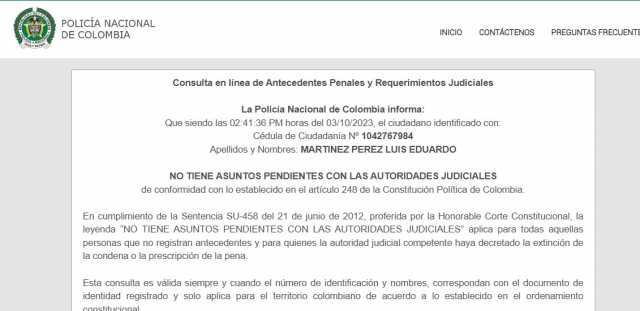 POLICÍA NACIONAL
DE COLOMBIA
INICIO CONTÁCTENOS PREGUNTAS FRECUENTE
Consulta en línea de Antecedentes Penales y Requerimientos Judiciales
La Policía Nacional de Colombia informa:
Que siendo las 02:41:36 PM horas del 03/10/2023, el ciudadano identificado con:
Cédula de Ciudadanía Nº 1042767984
Apellidos y Nombres: MARTINEZ PEREZ LUIS EDUARDO
NO TIENE ASUNTOS PENDIENTES CON LAS AUTORIDADES JUDICIALES
de conformidad con lo establecido en el artículo 248 de la Constitución Política de Colombia.
En cumplimiento de la Sentencia SU-458 del 21 de junio de 2012, proferida por la Honorable Corte Constitucional, la
leyenda "NO TIENE ASUNTOS PENDIENTES CON LAS AUTORIDADES JUDICIALES" aplica para todas aquellas
personas que no registran antecedentes y para quienes la autoridad judicial competente haya decretado la extinción de
la condena o la prescripción de la pena.
Esta consulta es válida siempre y cuando el número de identificación y nombres, correspondan con el documento de
identidad registrado y solo aplica para el territorio colombiano de acuerdo a lo establecido en el ordenamiento
constitucional.